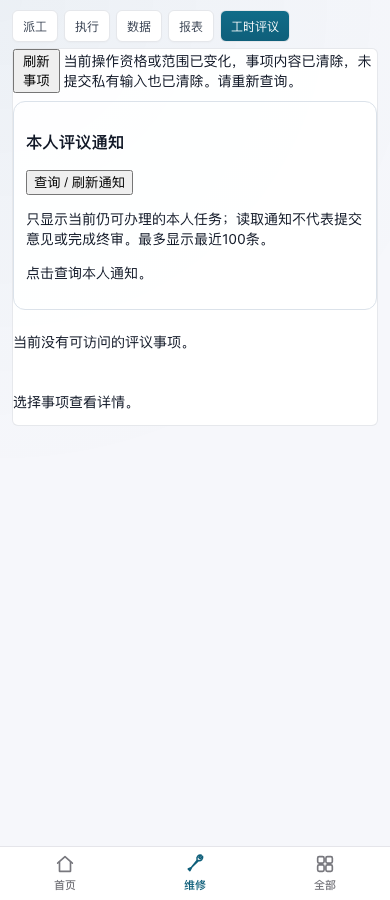 派工 执行 数据 报表 工时评议
刷新
事项
当前操作资格或范围已变化，事项内容已清除，未
提交私有输入也已清除。请重新查询。
本人评议通知
查询 / 刷新通知
只显示当前仍可办理的本人任务；读取通知不代表提交
意见或完成终审。最多显示最近100条。
点击查询本人通知。
当前没有可访问的评议事项。
选择事项查看详情。
首页 维修 全部